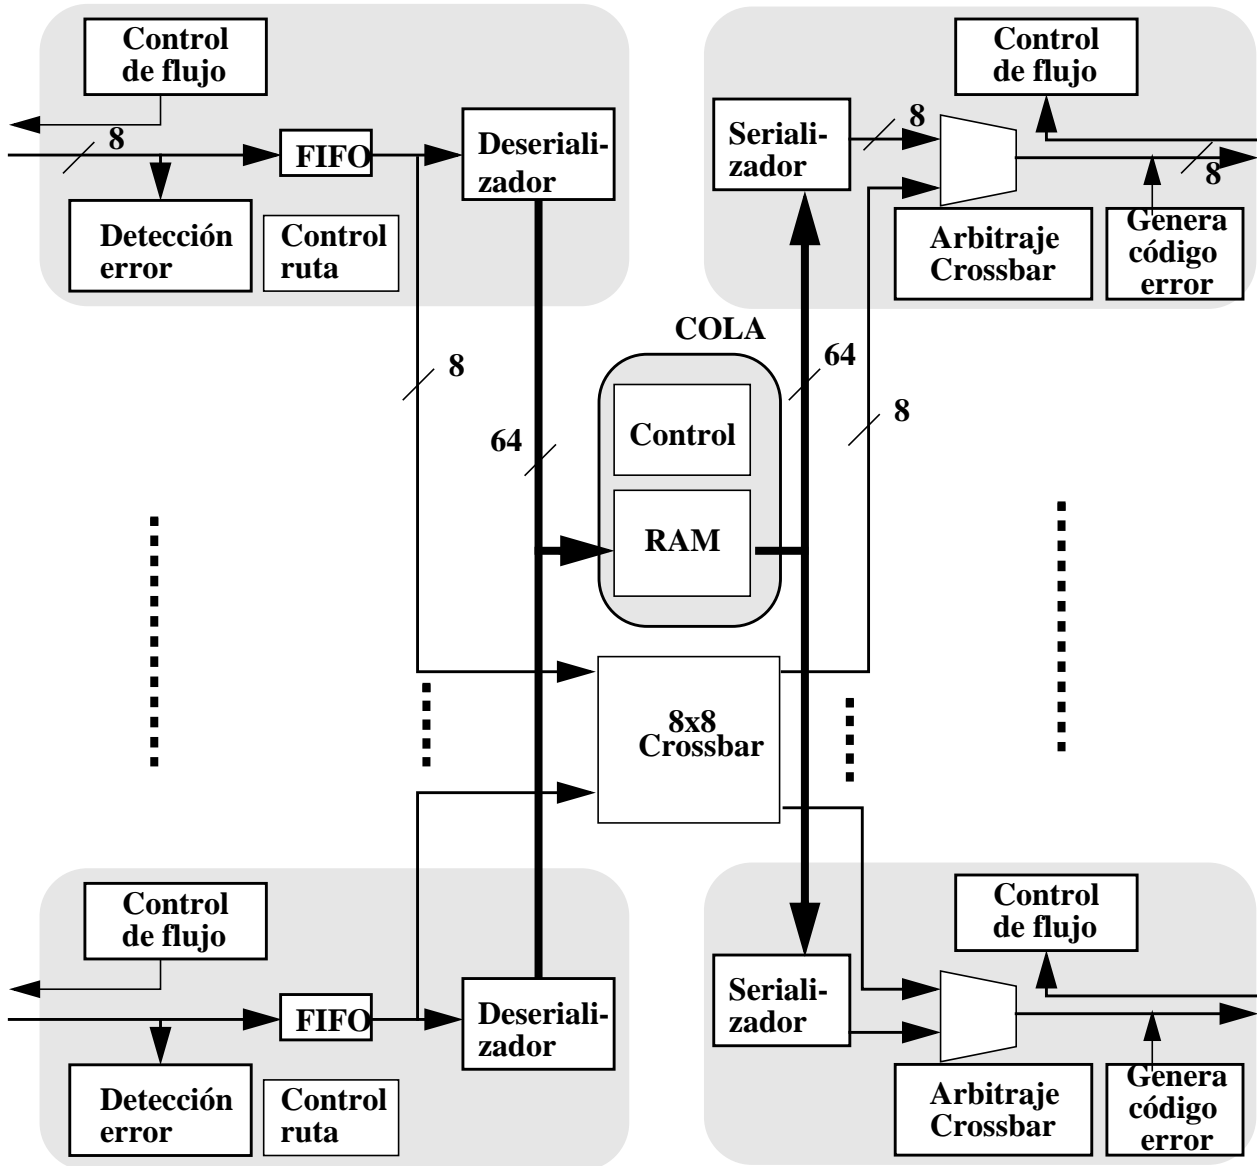 Control
de flujo
8
FIFO
Deseriali-
zador
Detección
error
Control
ruta
Control
de flujo
Seriali-
zador
8
8
Arbitraje
Crossbar
Genera
código
error
COLA
8
64
64
8
Control
RAM
8x8
Crossbar
Control
de flujo
FIFO
Deseriali-
zador
Detección
error
Control
ruta
Control
de flujo
Seriali-
zador
Arbitraje
Crossbar
Genera
código
error